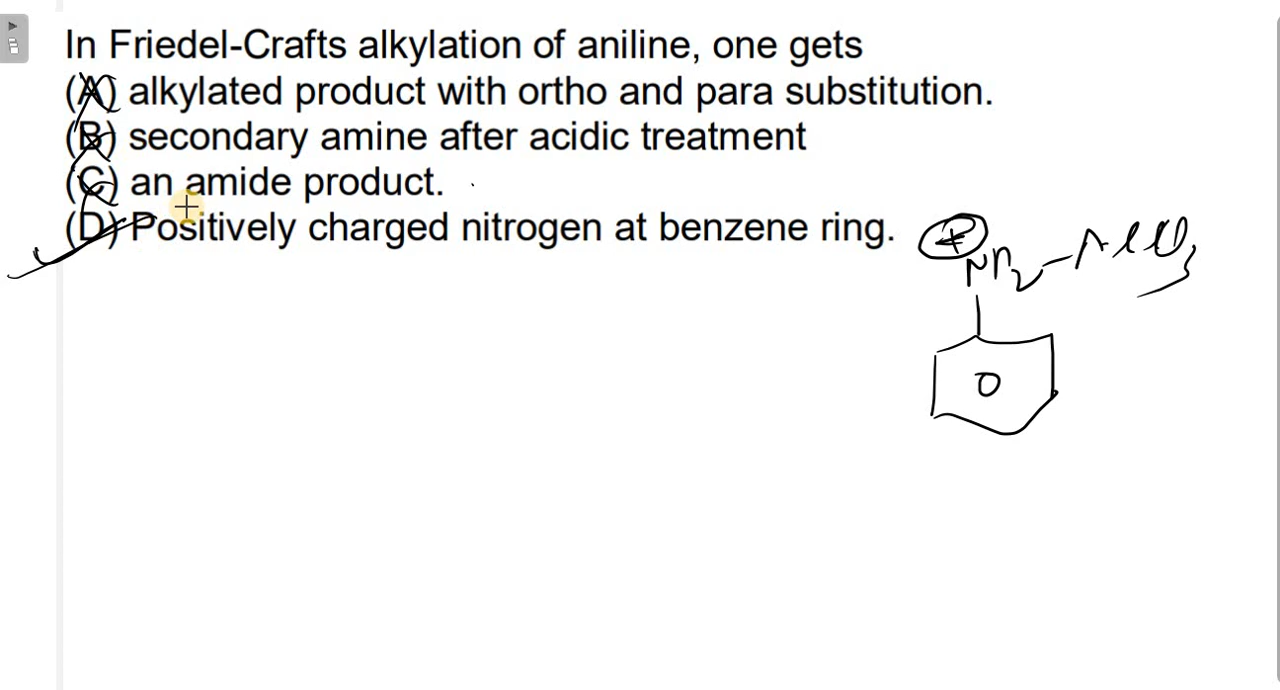 In Friedel-Crafts alkylation of aniline, one gets
(A) alkylated product with ortho and para substitution.
(B) secondary amine after acidic treatment
(C) an amide product.
(D) Positively charged nitrogen at benzene ring.
+
NH2-AlCl3